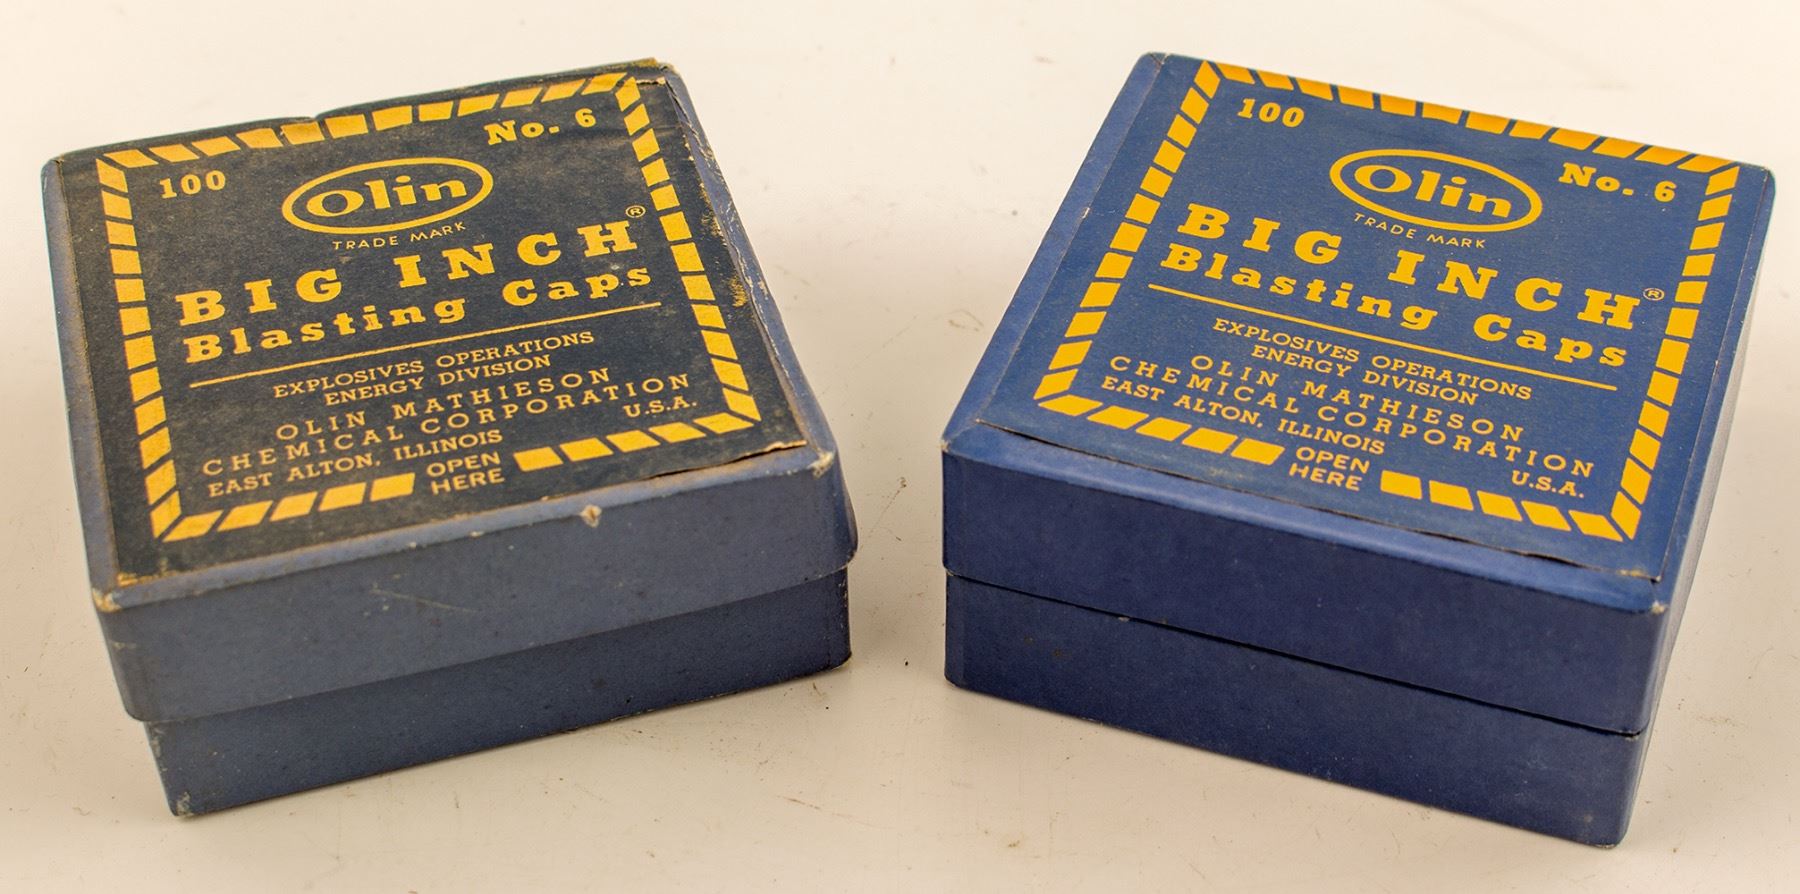 100
No. 6
Olin
TRADE MARK
BIG INCH®
Blasting Caps
EXPLOSIVES OPERATIONS
ENERGY DIVISION
OLIN MATHIESON
CHEMICAL CORPORATION
EAST ALTON, ILLINOIS
U.S.A.
OPEN
HERE
100
No. 6
Olin
TRADE MARK
BIG INCH®
Blasting Caps
EXPLOSIVES OPERATIONS
ENERGY DIVISION
OLIN MATHIESON
CHEMICAL CORPORATION
EAST ALTON, ILLINOIS
U.S.A.
OPEN
HERE